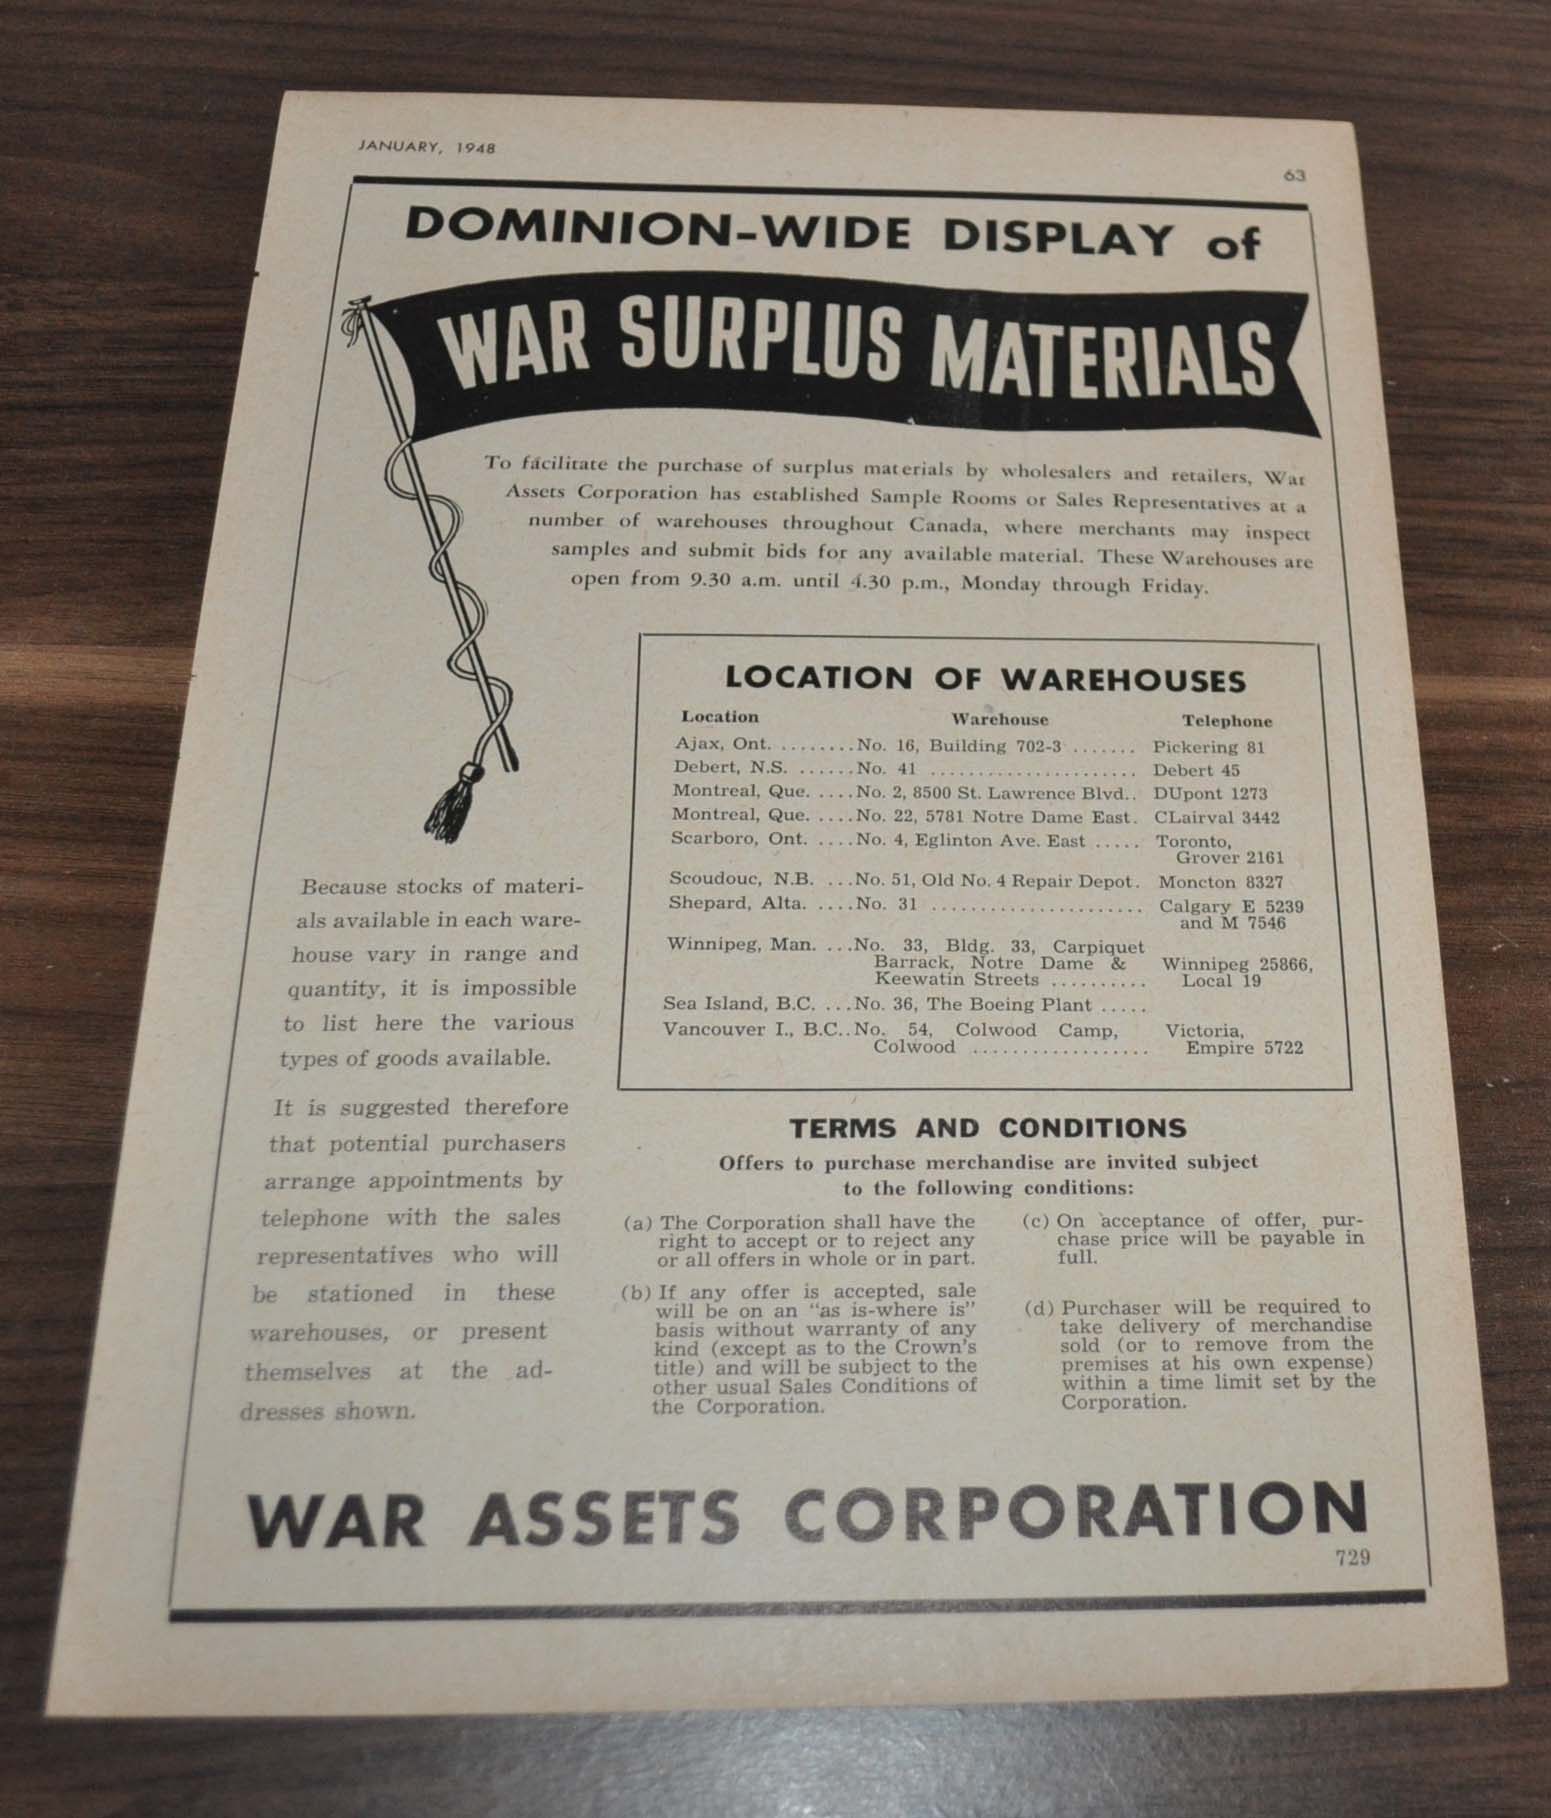 JANUARY, 1948
63
DOMINION-WIDE DISPLAY of
WAR SURPLUS MATERIALS
To facilitate the purchase of surplus materials by wholesalers and retailers, War
Assets Corporation has established Sample Rooms or Sales Representatives at a
number of warehouses throughout Canada, where merchants may inspect
samples and submit bids for any available material. These Warehouses are
open from 9.30 a.m. until 4.30 p.m., Monday through Friday.
LOCATION OF WAREHOUSES
Location Warehouse Telephone
Ajax, Ont. .........No. 16, Building 702-3 ....... Pickering 81
Debert, N.S. ......No. 41 ...................... Debert 45
Montreal, Que. ....No. 2, 8500 St. Lawrence Blvd.. DUpont 1273
Montreal, Que. ....No. 22, 5781 Notre Dame East. CLairval 3442
Scarboro, Ont. ....No. 4, Eglinton Ave. East ..... Toronto,
Grover 2161
Scoudouc, N.B. ...No. 51, Old No. 4 Repair Depot. Moncton 8327
Shepard, Alta. ....No. 31 ...................... Calgary E 5239
and M 7546
Winnipeg, Man. ...No. 33, Bldg. 33, Carpiquet
Barrack, Notre Dame & Winnipeg 25866,
Keewatin Streets .......... Local 19
Sea Island, B.C. ...No. 36, The Boeing Plant .....
Vancouver I., B.C..No. 54, Colwood Camp, Victoria,
Colwood .................. Empire 5722
Because stocks of materi-
als available in each ware-
house vary in range and
quantity, it is impossible
to list here the various
types of goods available.
It is suggested therefore
that potential purchasers
arrange appointments by
telephone with the sales
representatives who will
be stationed in these
warehouses, or present
themselves at the ad-
dresses shown.
TERMS AND CONDITIONS
Offers to purchase merchandise are invited subject
to the following conditions:
(a) The Corporation shall have the
right to accept or to reject any
or all offers in whole or in part.
(b) If any offer is accepted, sale
will be on an "as is-where is"
basis without warranty of any
kind (except as to the Crown's
title) and will be subject to the
other usual Sales Conditions of
the Corporation.
(c) On acceptance of offer, pur-
chase price will be payable in
full.
(d) Purchaser will be required to
take delivery of merchandise
sold (or to remove from the
premises at his own expense)
within a time limit set by the
Corporation.
WAR ASSETS CORPORATION
729